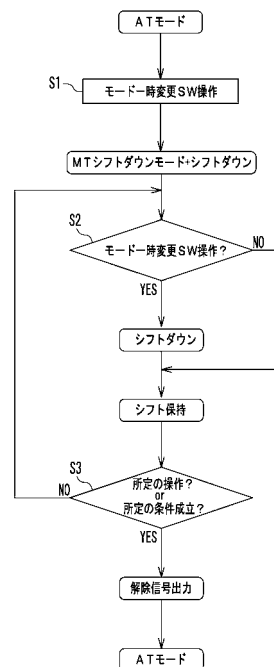 ATモード
S1
モード一時変更SW操作
MTシフトダウンモード+シフトダウン
S2
モード一時変更SW操作?
NO
YES
シフトダウン
シフト保持
S3
所定の操作?
or
所定の条件成立?
NO
YES
解除信号出力
ATモード